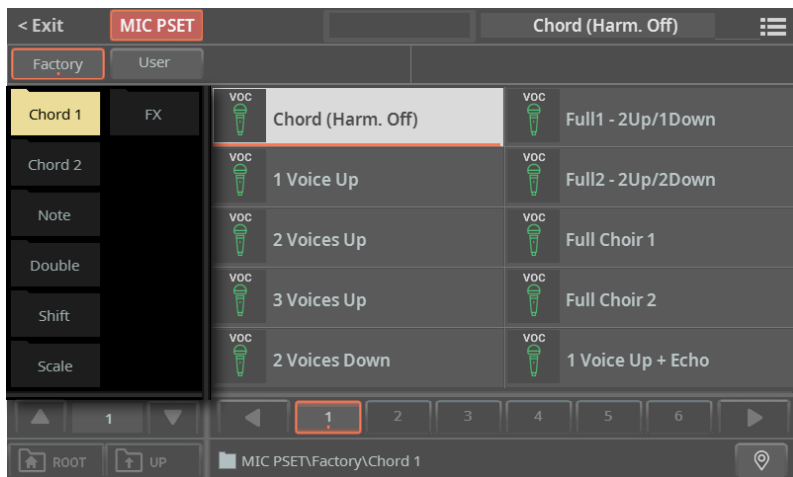 < Exit MIC PSET Chord (Harm. Off)
Factory User
Chord 1 FX
Chord 2
Note
Double
Shift
Scale
VOC Chord (Harm. Off) VOC Full1 - 2Up/1Down
VOC 1 Voice Up VOC Full2 - 2Up/2Down
VOC 2 Voices Up VOC Full Choir 1
VOC 3 Voices Up VOC Full Choir 2
VOC 2 Voices Down VOC 1 Voice Up + Echo
1 1 2 3 4 5 6
ROOT UP MIC PSET\Factory\Chord 1